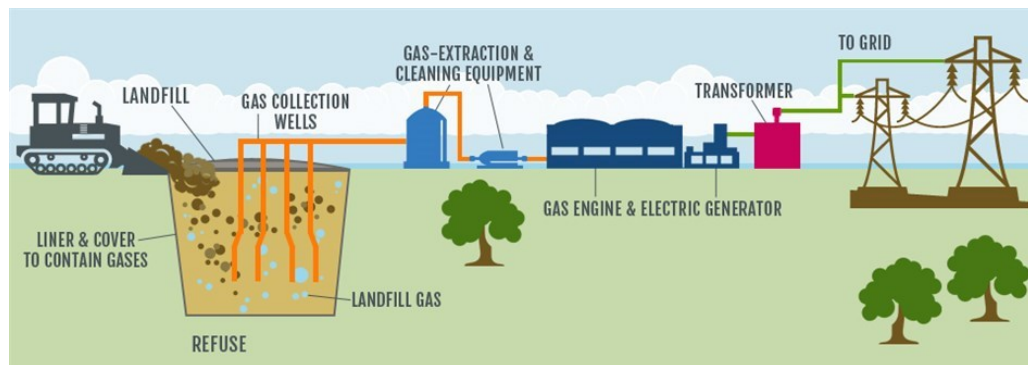 LANDFILL
GAS COLLECTION
WELLS
GAS-EXTRACTION &
CLEANING EQUIPMENT
TRANSFORMER
TO GRID
GAS ENGINE & ELECTRIC GENERATOR
LINER & COVER
TO CONTAIN GASES
LANDFILL GAS
REFUSE